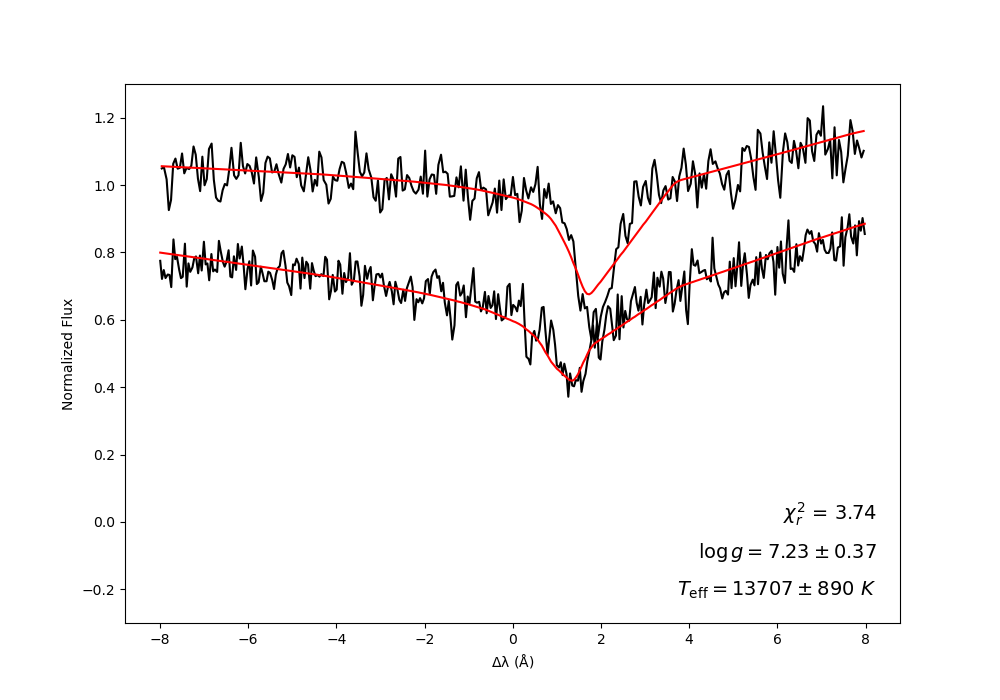 1.2
1.0
0.8
0.6
0.4
0.2
0.0
−0.2
Normalized Flux
χ²ᵣ = 3.74
log g = 7.23 ± 0.37
T_eff = 13707 ± 890 K
−8 −6 −4 −2 0 2 4 6 8
Δλ (Å)